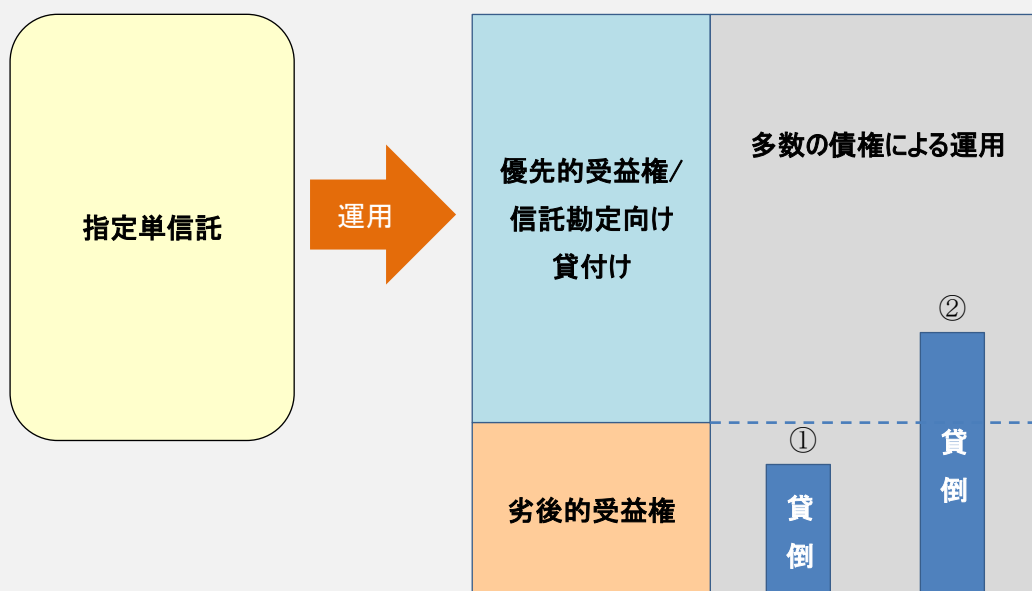 指定単信託
運用
優先的受益権/
信託勘定向け
貸付け
劣後的受益権
多数の債権による運用
①
貸
倒
②
貸
倒